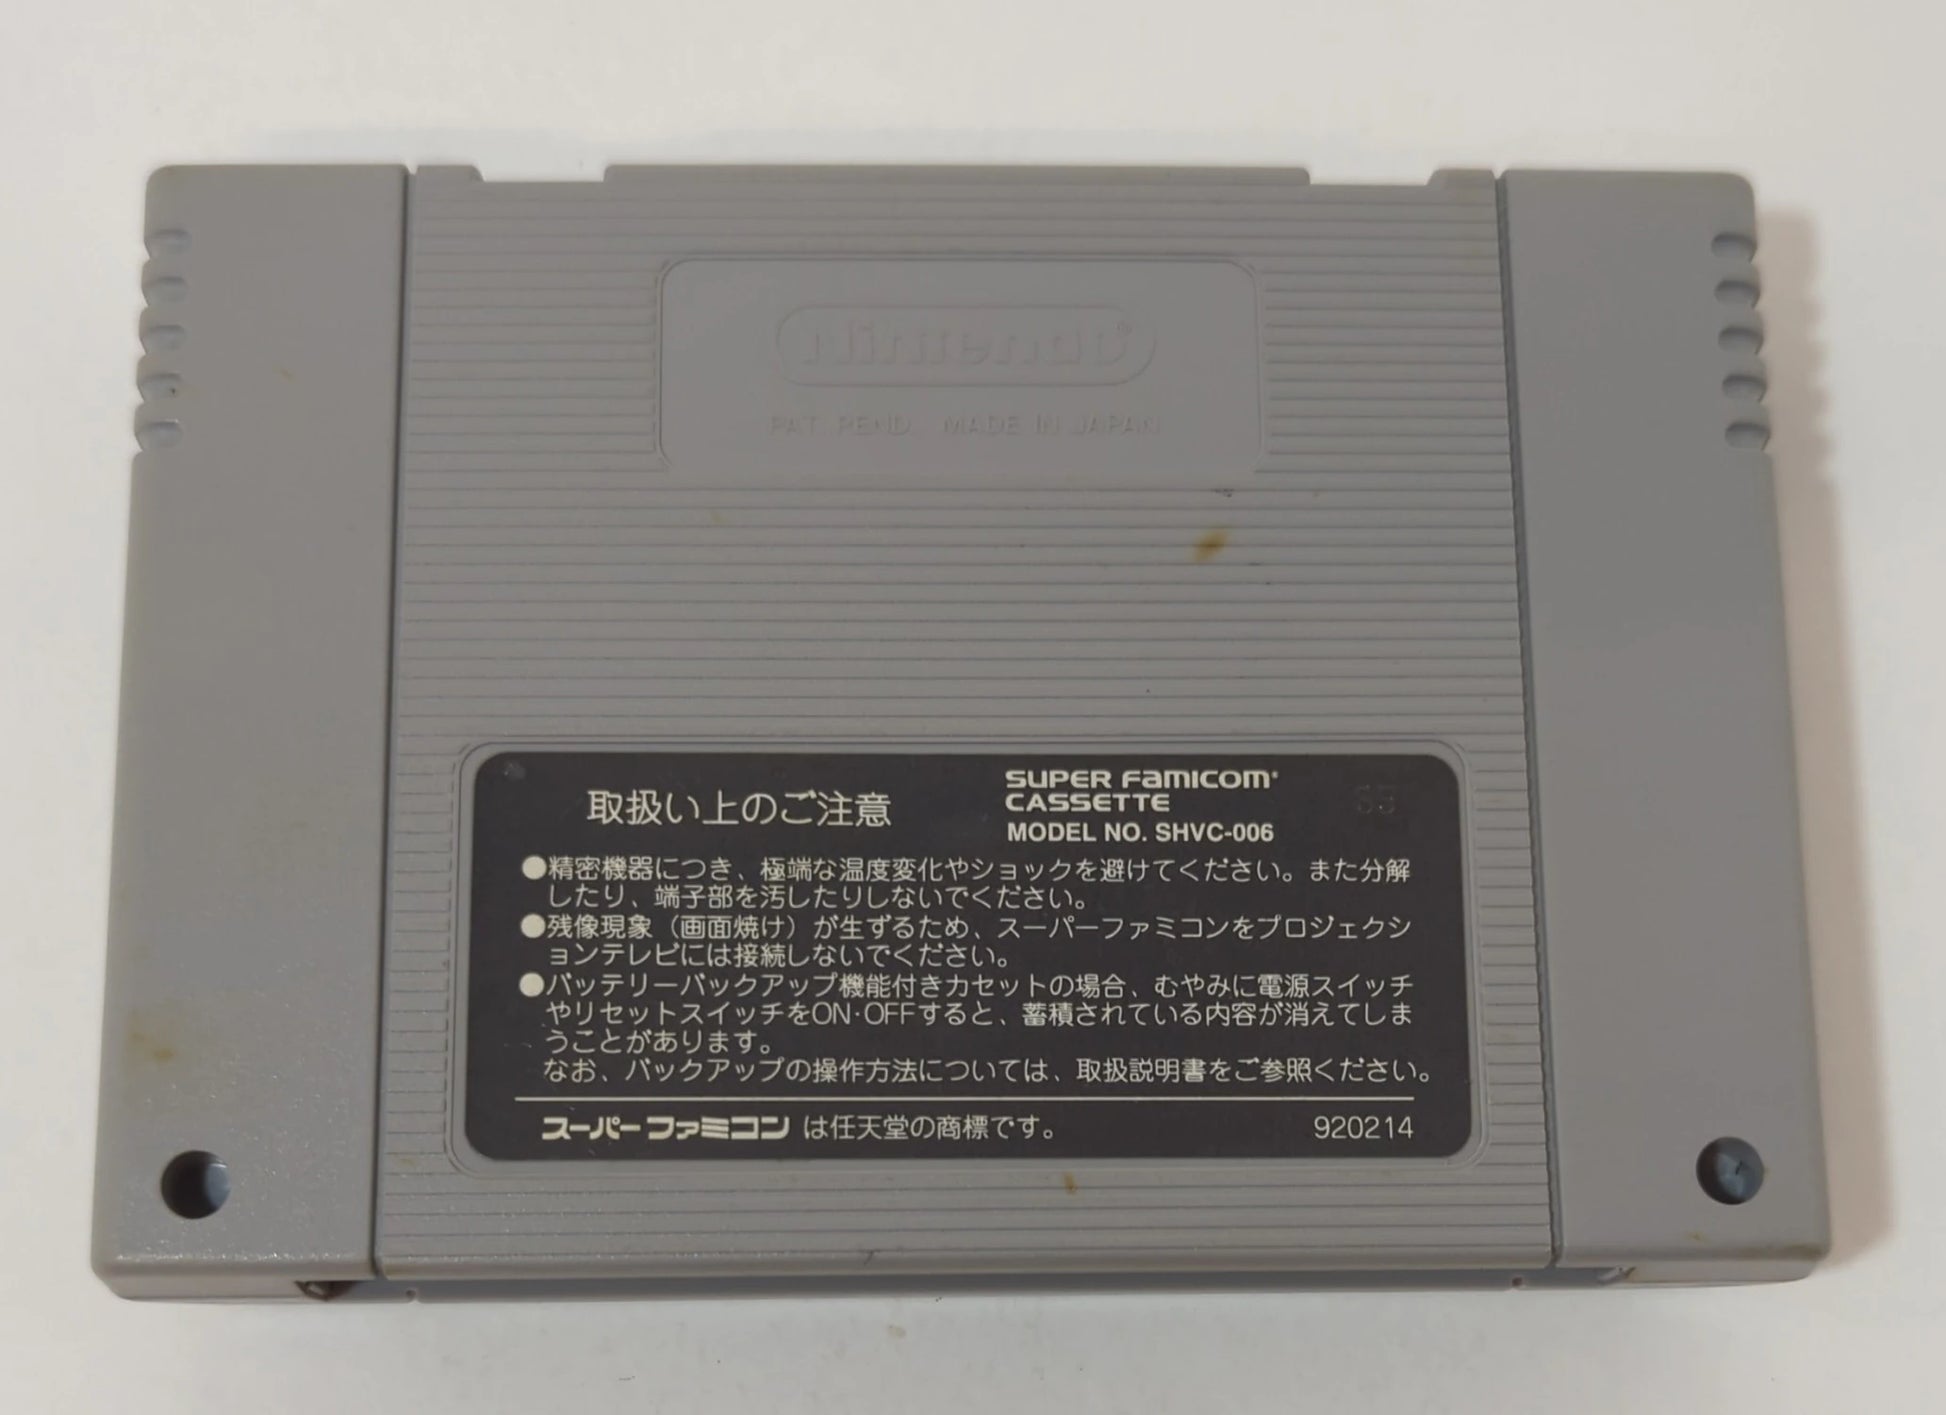 Nintendo®
PAT. PEND. MADE IN JAPAN
取扱い上のご注意
SUPER FAMICOM®
CASSETTE
MODEL NO. SHVC-006
●精密機器につき、極端な温度変化やショックを避けてください。また分解
したり、端子部を汚したりしないでください。
●残像現象（画面焼け）が生ずるため、スーパーファミコンをプロジェクシ
ョンテレビには接続しないでください。
●バッテリーバックアップ機能付きカセットの場合、むやみに電源スイッチ
やリセットスイッチをON·OFFすると、蓄積されている内容が消えてしま
うことがあります。
なお、バックアップの操作方法については、取扱説明書をご参照ください。
スーパーファミコンは任天堂の商標です。
920214